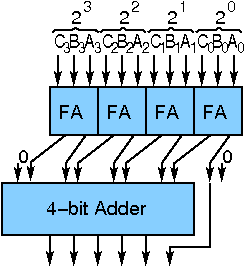 2³ 2² 2¹ 2⁰
C₃B₃A₃ C₂B₂A₂ C₁B₁A₁ C₀B₀A₀
FA FA FA FA
0 0
4-bit Adder